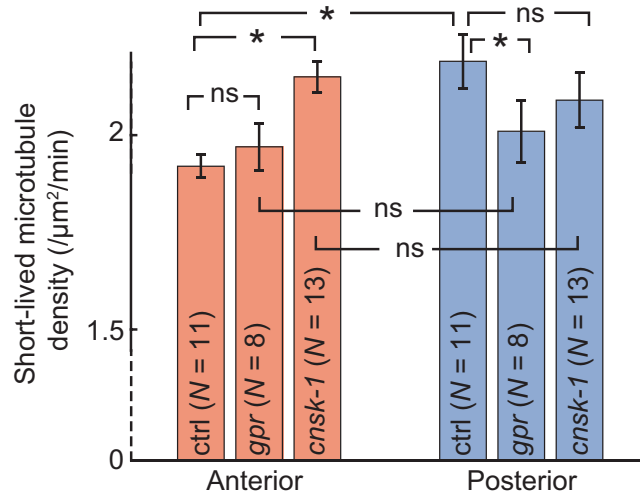 *
ns
*
*
ns
2
ns
ns
1.5
0
Short-lived microtubule
density (/µm²/min)
ctrl (N = 11)
gpr (N = 8)
cnsk-1 (N = 13)
ctrl (N = 11)
gpr (N = 8)
cnsk-1 (N = 13)
Anterior
Posterior